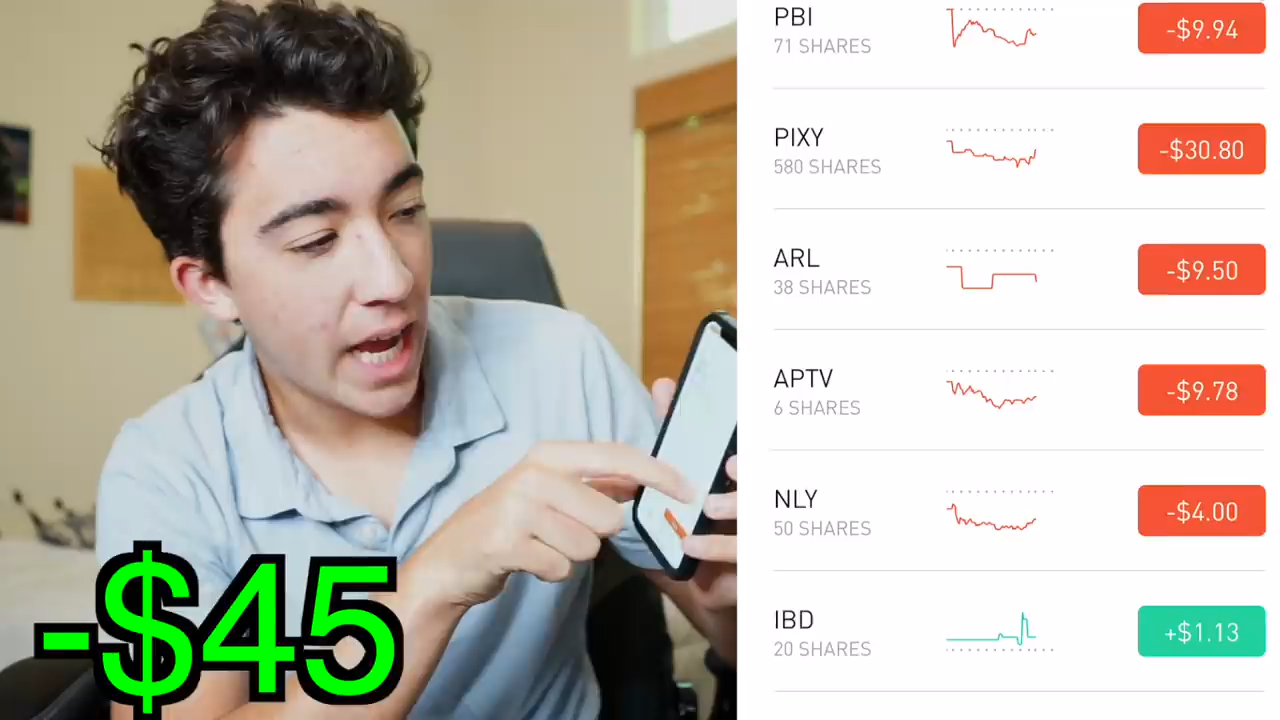 PBI
71 SHARES
-$9.94
PIXY
580 SHARES
-$30.80
ARL
38 SHARES
-$9.50
APTV
6 SHARES
-$9.78
NLY
50 SHARES
-$4.00
IBD
20 SHARES
+$1.13
-$45